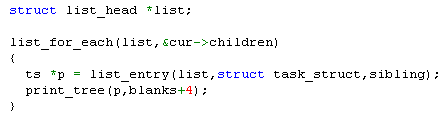 struct list_head *list;
list_for_each(list,&cur->children)
{
ts *p = list_entry(list,struct task_struct,sibling);
print_tree(p,blanks+4);
}